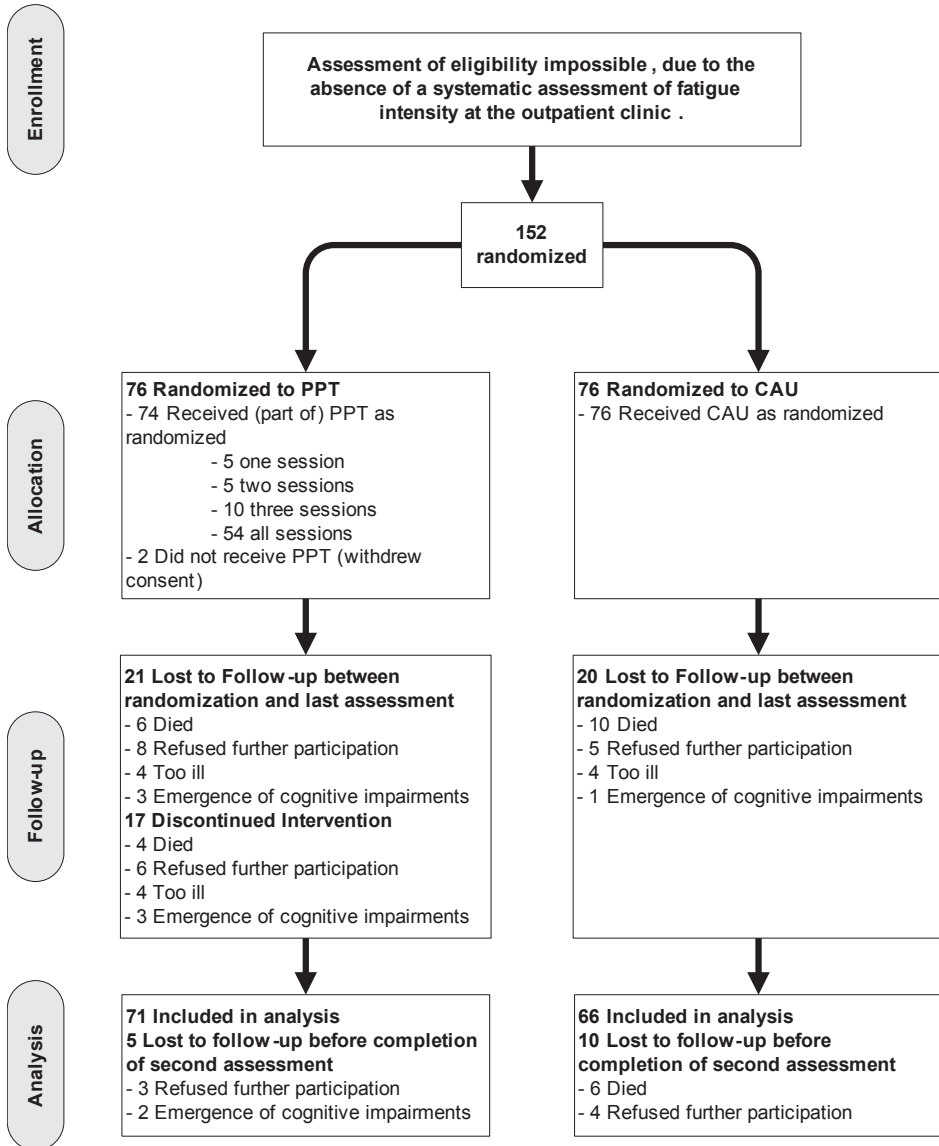 Enrollment
Assessment of eligibility impossible , due to the
absence of a systematic assessment of fatigue
intensity at the outpatient clinic .
152
randomized
Allocation
76 Randomized to PPT
- 74 Received (part of) PPT as
randomized
- 5 one session
- 5 two sessions
- 10 three sessions
- 54 all sessions
- 2 Did not receive PPT (withdrew
consent)
76 Randomized to CAU
- 76 Received CAU as randomized
Follow-up
21 Lost to Follow-up between
randomization and last assessment
- 6 Died
- 8 Refused further participation
- 4 Too ill
- 3 Emergence of cognitive impairments
17 Discontinued Intervention
- 4 Died
- 6 Refused further participation
- 4 Too ill
- 3 Emergence of cognitive impairments
20 Lost to Follow-up between
randomization and last assessment
- 10 Died
- 5 Refused further participation
- 4 Too ill
- 1 Emergence of cognitive impairments
Analysis
71 Included in analysis
5 Lost to follow-up before completion
of second assessment
- 3 Refused further participation
- 2 Emergence of cognitive impairments
66 Included in analysis
10 Lost to follow-up before
completion of second assessment
- 6 Died
- 4 Refused further participation